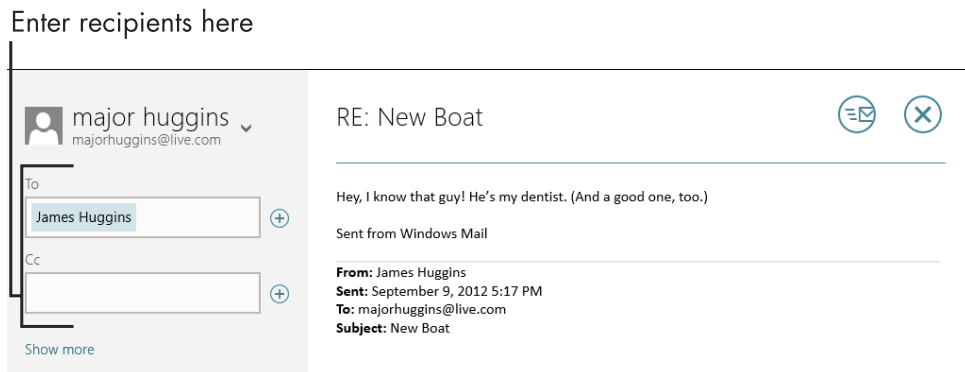 Enter recipients here
major huggins
majorhuggins@live.com
To
James Huggins
Cc
Show more
RE: New Boat
Hey, I know that guy! He’s my dentist. (And a good one, too.)
Sent from Windows Mail
From: James Huggins
Sent: September 9, 2012 5:17 PM
To: majorhuggins@live.com
Subject: New Boat